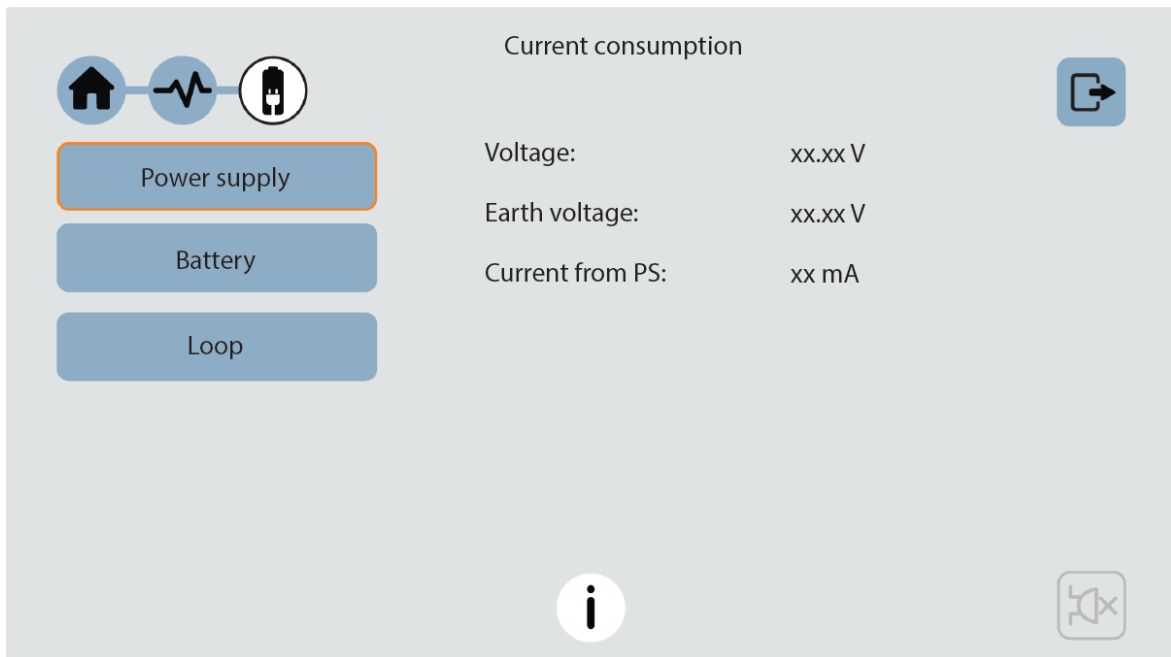 Current consumption
Power supply
Battery
Loop
Voltage: xx.xx V
Earth voltage: xx.xx V
Current from PS: xx mA
i